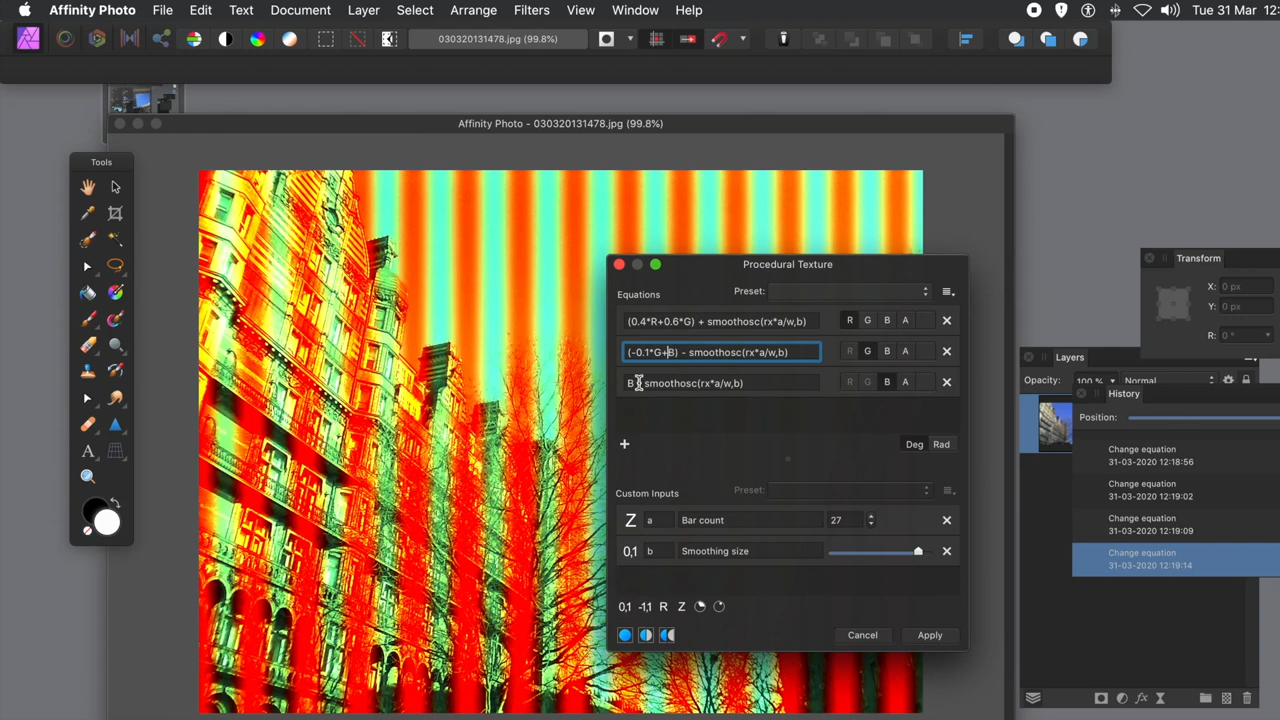 Affinity Photo File Edit Text Document Layer Select Arrange Filters View Window Help Tue 31 Mar
030320131478.jpg (99.8%)
Affinity Photo - 030320131478.jpg (99.8%)
Tools
Procedural Texture
Equations
Preset:
(0.4*R+0.6*G) + smoothosc(rx*a/w,b) R G B A
(-0.1*G+B) - smoothosc(rx*a/w,b) R G B A
B smoothosc(rx*a/w,b) R G B A
Deg Rad
Custom Inputs
Preset:
Z a Bar count 27
0,1 b Smoothing size
0,1 -1,1 R Z
Cancel Apply
Transform
X: 0 px
Y: 0 px
R: 0 °
Layers
Opacity: 100 % Normal
History
Position:
Change equation
31-03-2020 12:18:56
Change equation
31-03-2020 12:19:02
Change equation
31-03-2020 12:19:09
Change equation
31-03-2020 12:19:14